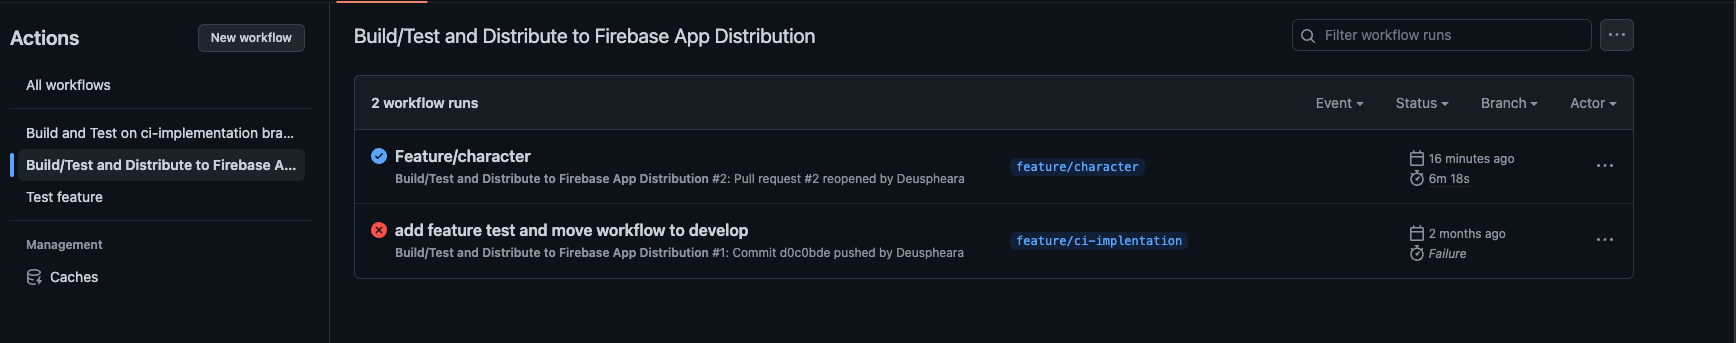 Actions
New workflow
All workflows
Build and Test on ci-implementation bra...
Build/Test and Distribute to Firebase A...
Test feature
Management
Caches
Build/Test and Distribute to Firebase App Distribution
Filter workflow runs
2 workflow runs
Event
Status
Branch
Actor
Feature/character
Build/Test and Distribute to Firebase App Distribution #2: Pull request #2 reopened by Deuspheara
feature/character
16 minutes ago
6m 18s
add feature test and move workflow to develop
Build/Test and Distribute to Firebase App Distribution #1: Commit d0c0bde pushed by Deuspheara
feature/ci-implentation
2 months ago
Failure